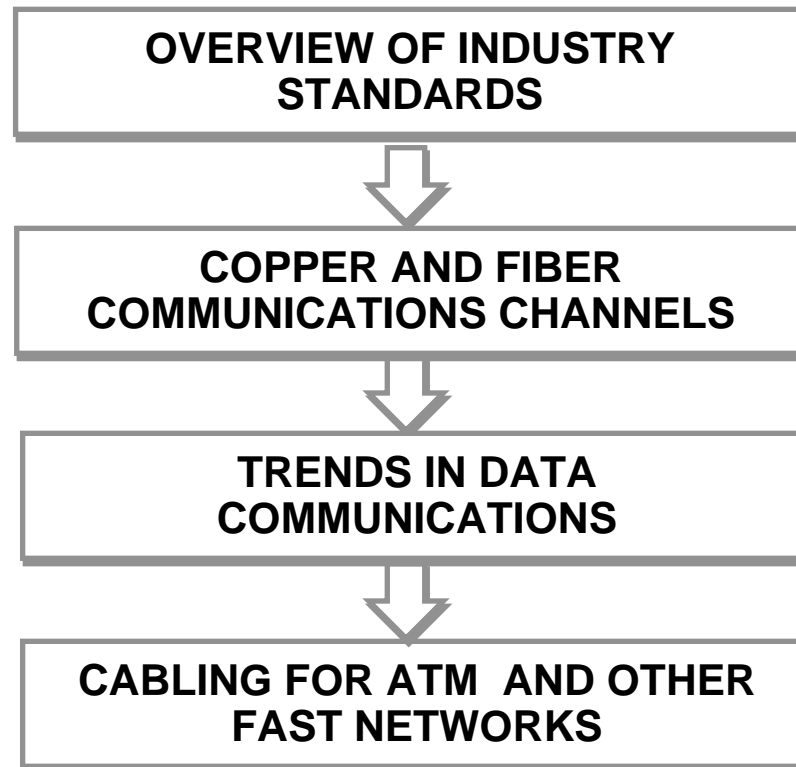 OVERVIEW OF INDUSTRY
STANDARDS
COPPER AND FIBER
COMMUNICATIONS CHANNELS
TRENDS IN DATA
COMMUNICATIONS
CABLING FOR ATM  AND OTHER
FAST NETWORKS